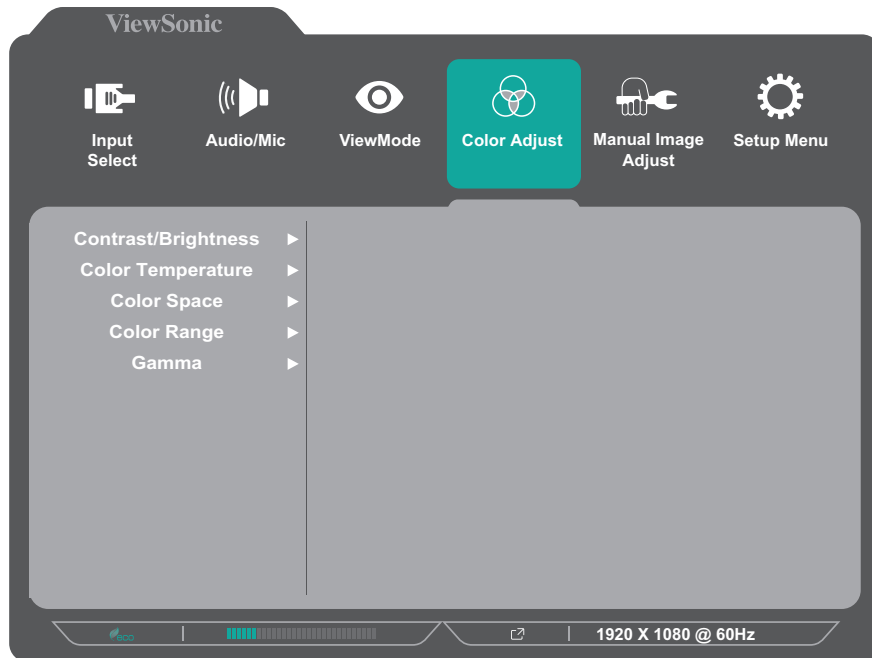 ViewSonic
Input
Select
Audio/Mic
ViewMode
Color Adjust
Manual Image
Adjust
Setup Menu
Contrast/Brightness
Color Temperature
Color Space
Color Range
Gamma
eco
1920 X 1080 @ 60Hz